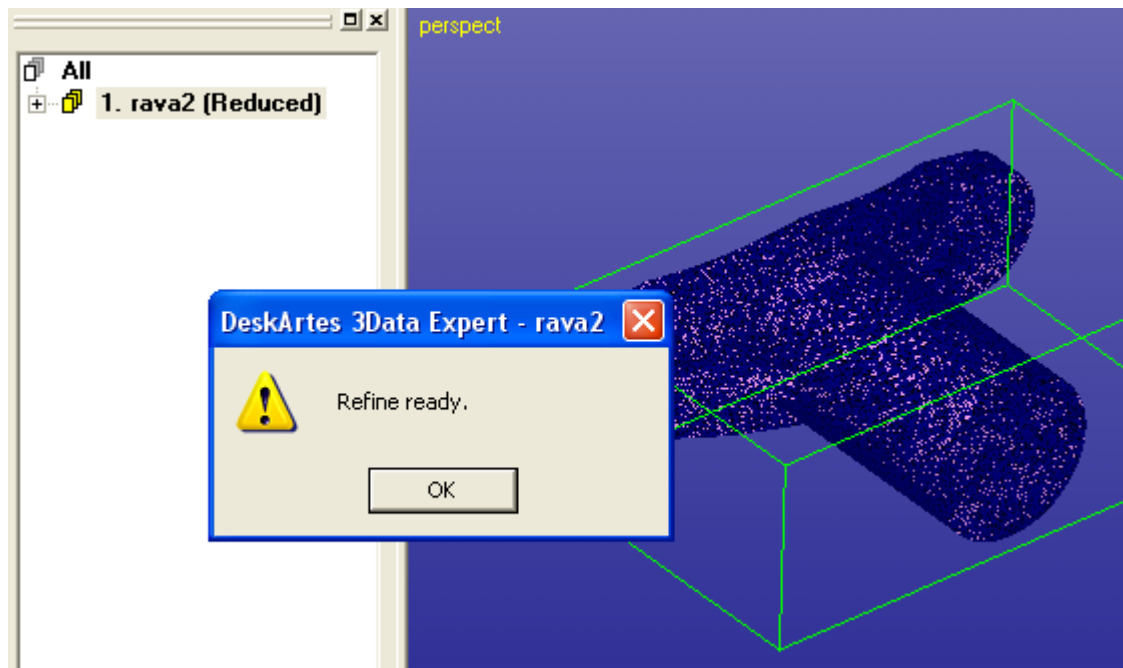 perspect
All
1. rava2 (Reduced)
DeskArtes 3Data Expert - rava2
Refine ready.
OK